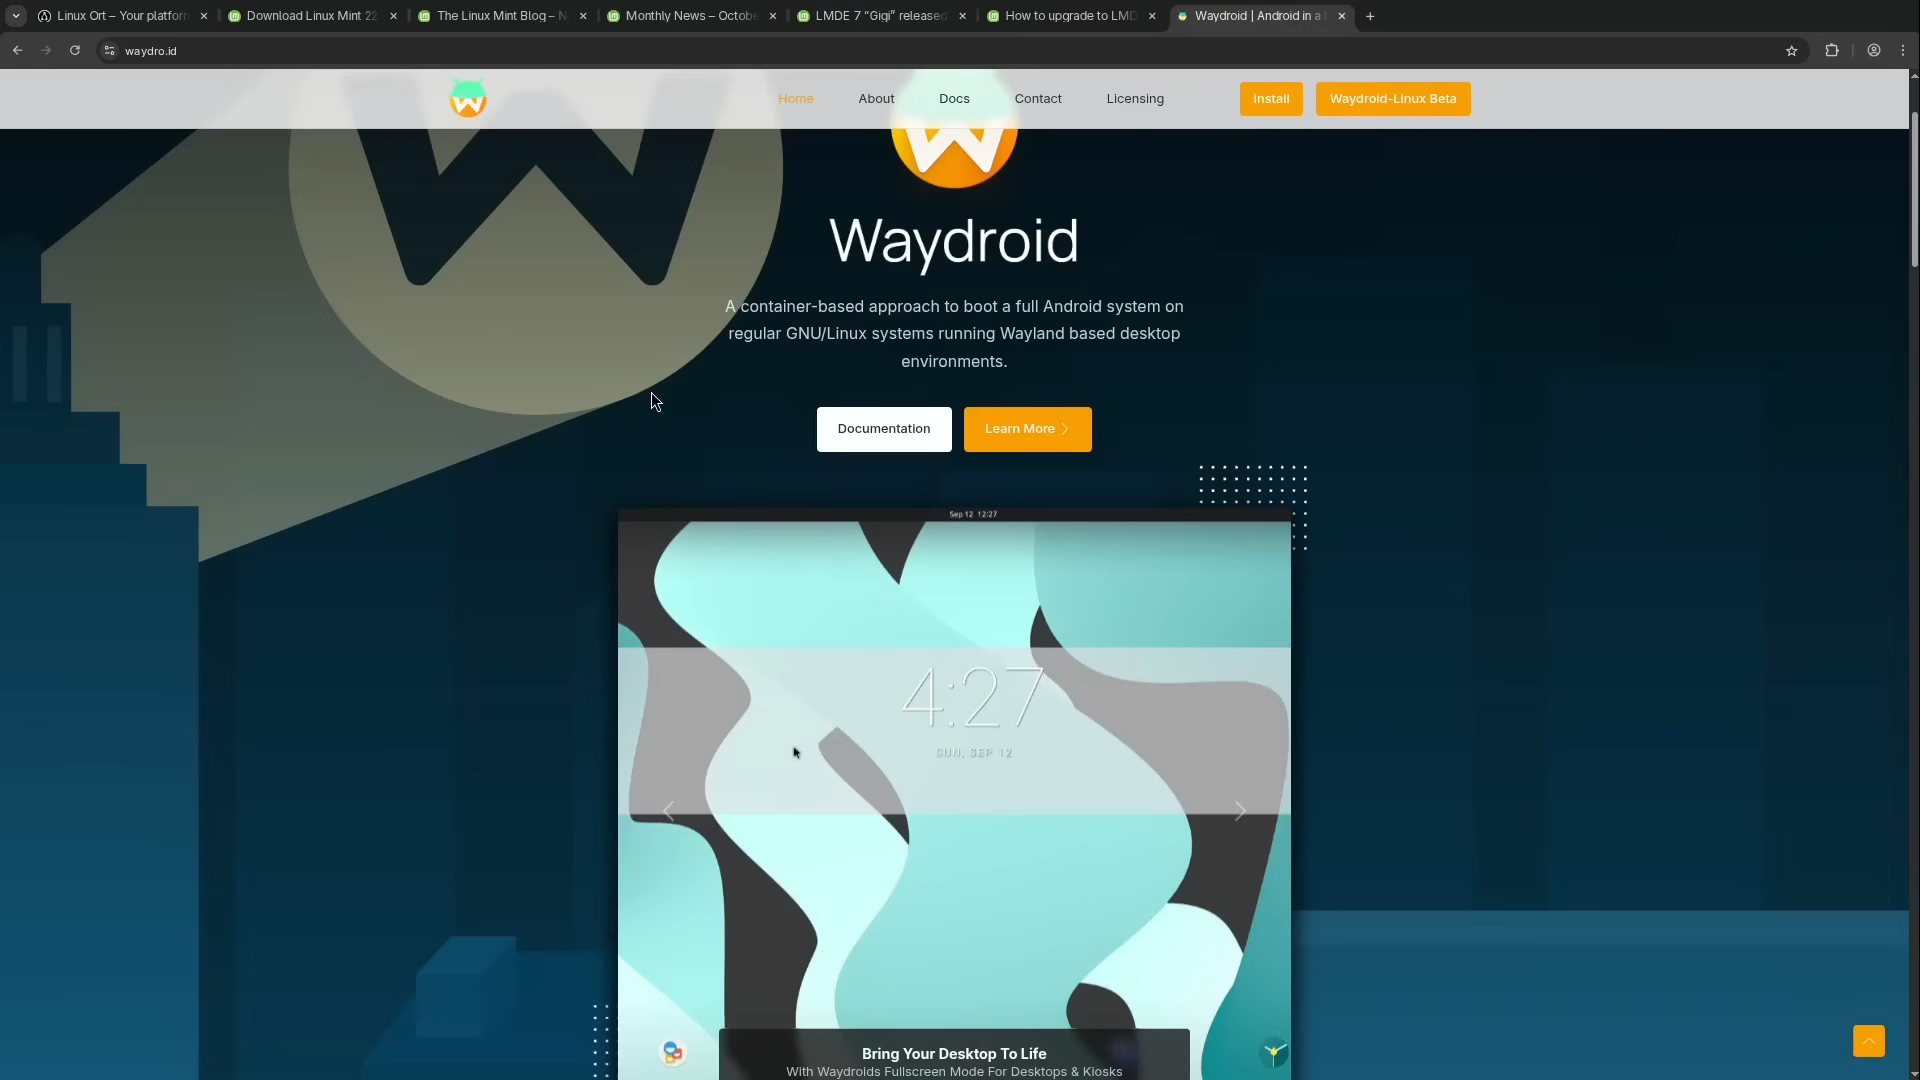 Linux Ort – Your platform
Download Linux Mint 22
The Linux Mint Blog – N
Monthly News – Octobe
LMDE 7 “Gigi” released
How to upgrade to LMD
Waydroid | Android in a L
waydro.id
Home
About
Docs
Contact
Licensing
Install
Waydroid-Linux Beta
Waydroid
A container-based approach to boot a full Android system on
regular GNU/Linux systems running Wayland based desktop
environments.
Documentation
Learn More
Sep 12 12:27
4:27
SUN, SEP 12
Bring Your Desktop To Life
With Waydroids Fullscreen Mode For Desktops & Kiosks